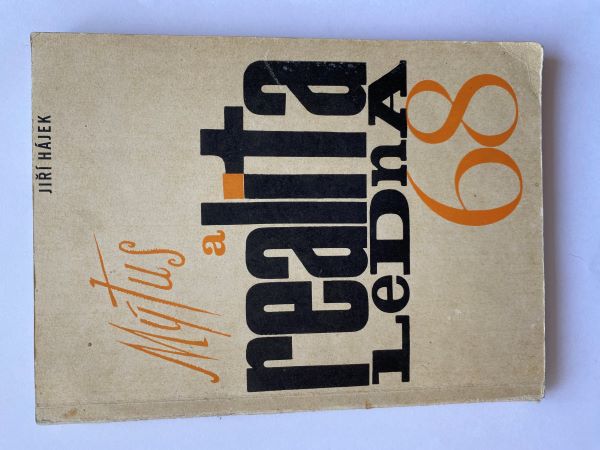 JIŘÍ HÁJEK
Mýtus
a
realita
LeDnA
68